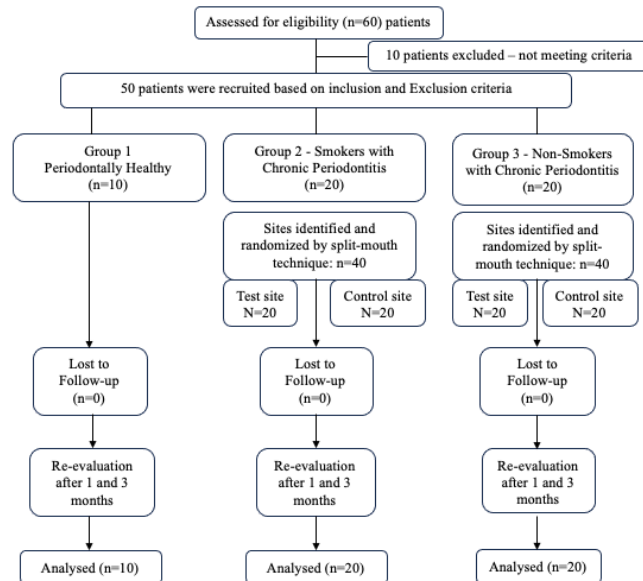 Assessed for eligibility (n=60) patients
10 patients excluded – not meeting criteria
50 patients were recruited based on inclusion and Exclusion criteria
Group 1
Periodontally Healthy
(n=10)
Group 2 - Smokers with
Chronic Periodontitis
(n=20)
Group 3 - Non-Smokers
with Chronic Periodontitis
(n=20)
Sites identified and
randomized by split-mouth
technique: n=40
Sites identified and
randomized by split-
mouth technique: n=40
Test site
N=20
Control site
N=20
Test site
N=20
Control site
N=20
Lost to
Follow-up
(n=0)
Lost to
Follow-up
(n=0)
Lost to
Follow-up
(n=0)
Re-evaluation
after 1 and 3
months
Re-evaluation
after 1 and 3
months
Re-evaluation
after 1 and 3
months
Analysed (n=10)
Analysed (n=20)
Analysed (n=20)